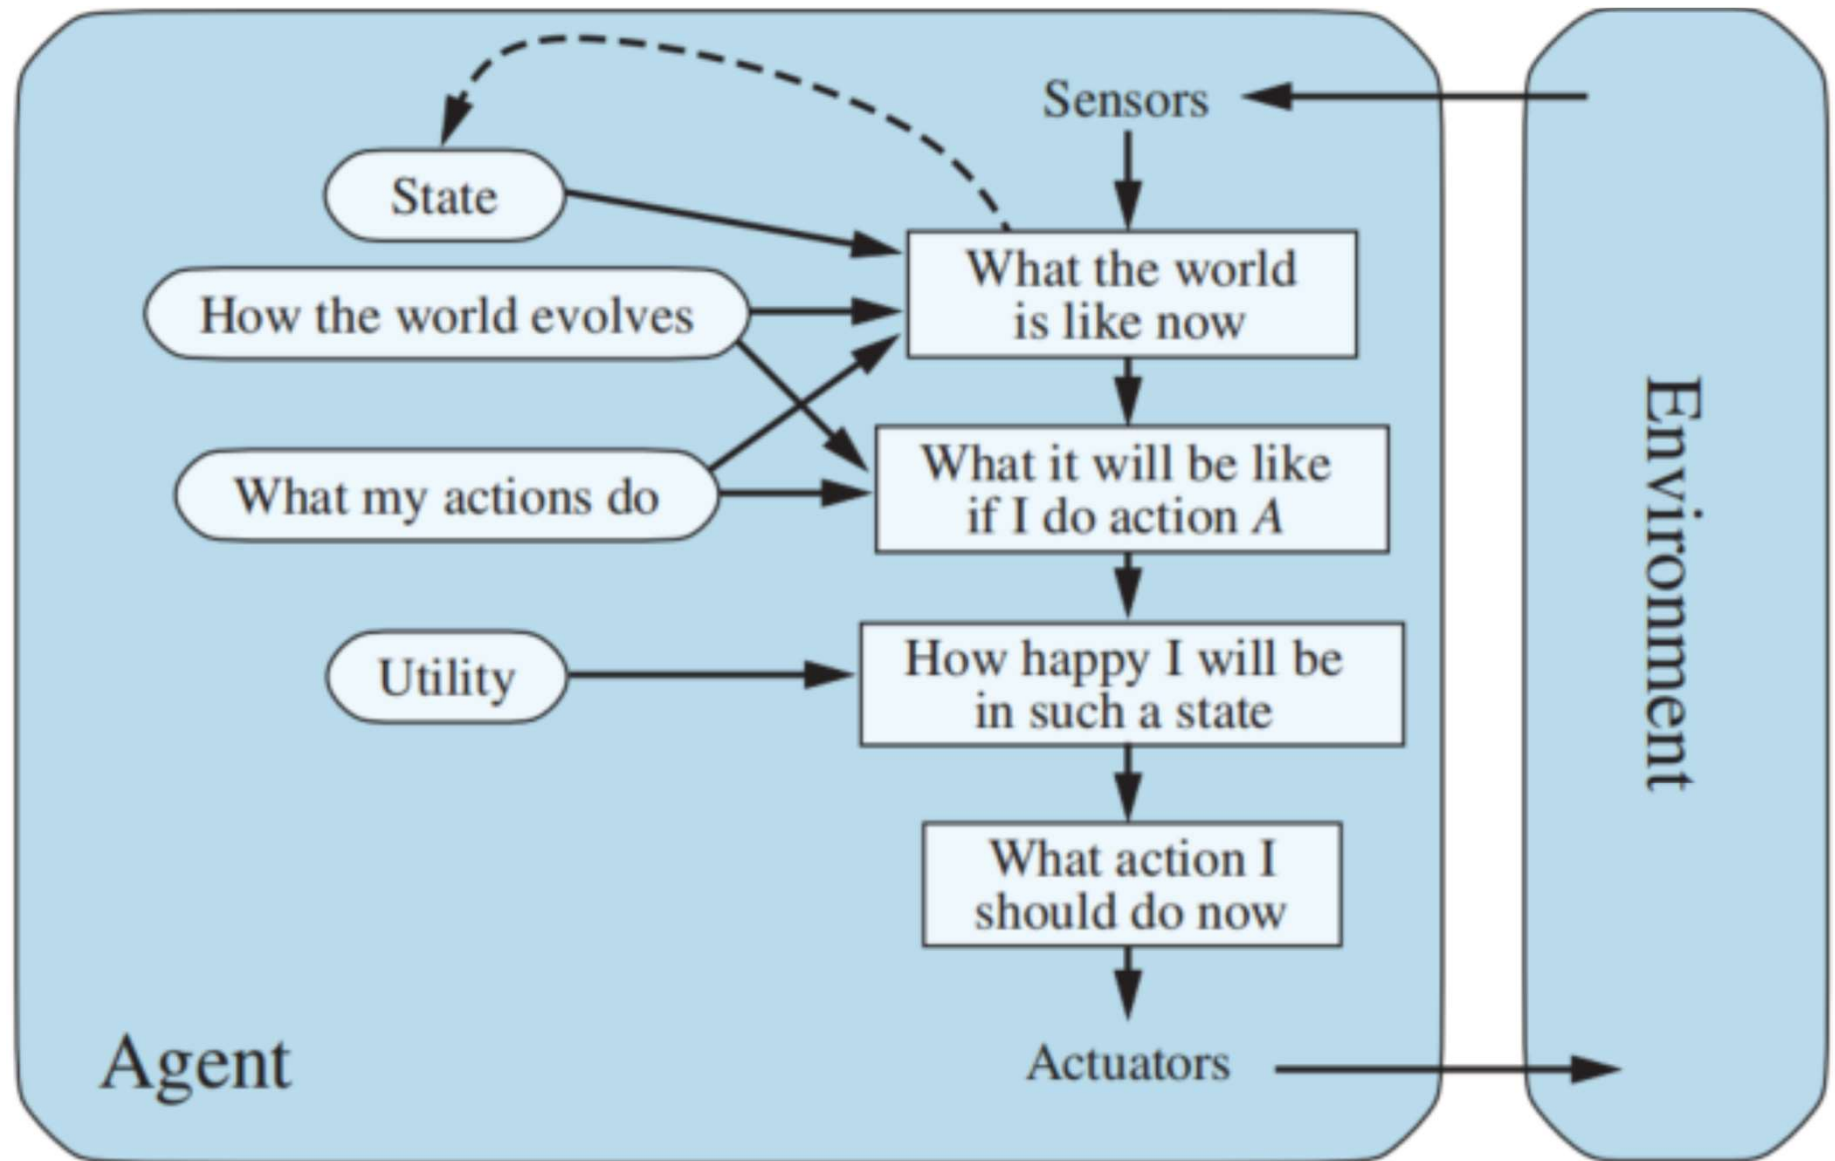 Sensors
State
What the world
is like now
How the world evolves
What it will be like
if I do action A
What my actions do
How happy I will be
in such a state
Utility
What action I
should do now
Agent
Actuators
Environment